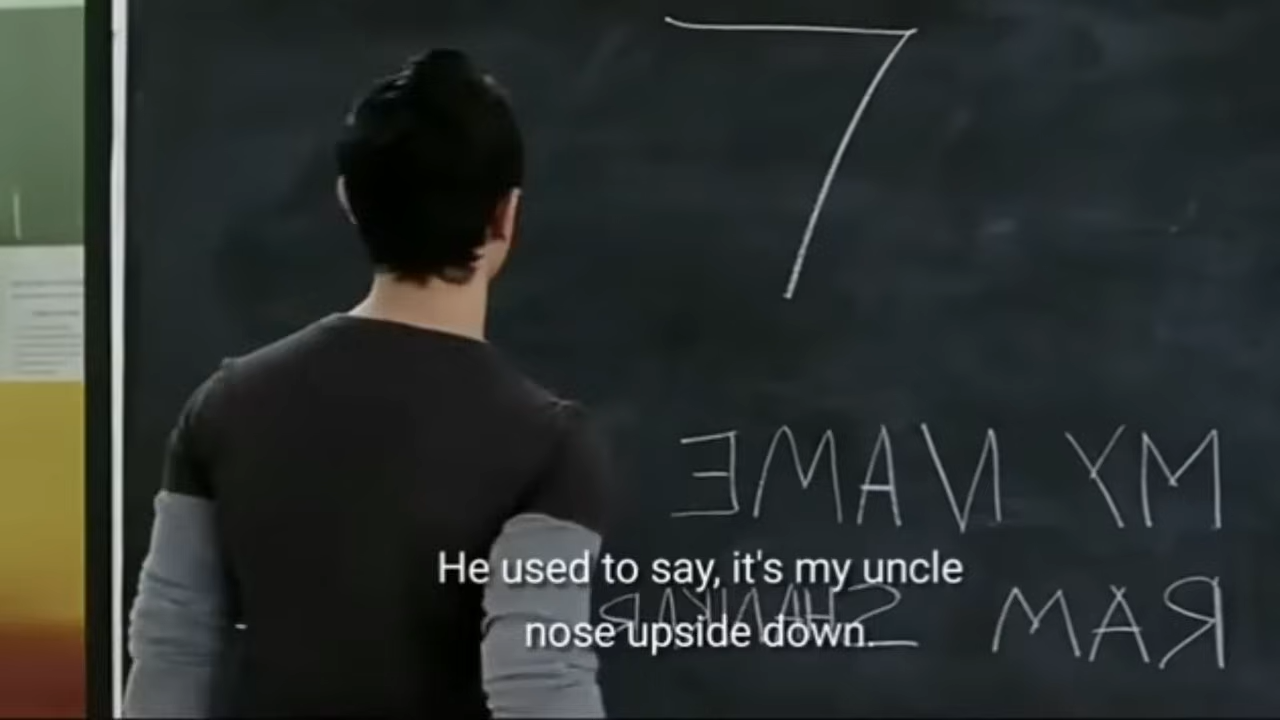 7
MY NAME
He used to say, it's my uncle
RAM SHANKAR
nose upside down.